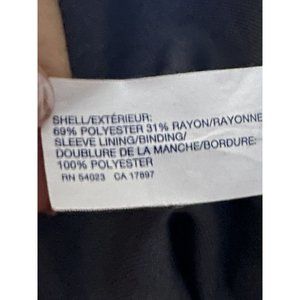 SHELL/EXTÉRIEUR:
69% POLYESTER 31% RAYON/RAYONNE
SLEEVE LINING/BINDING/
DOUBLURE DE LA MANCHE/BORDURE:
100% POLYESTER
RN 54023 CA 17897